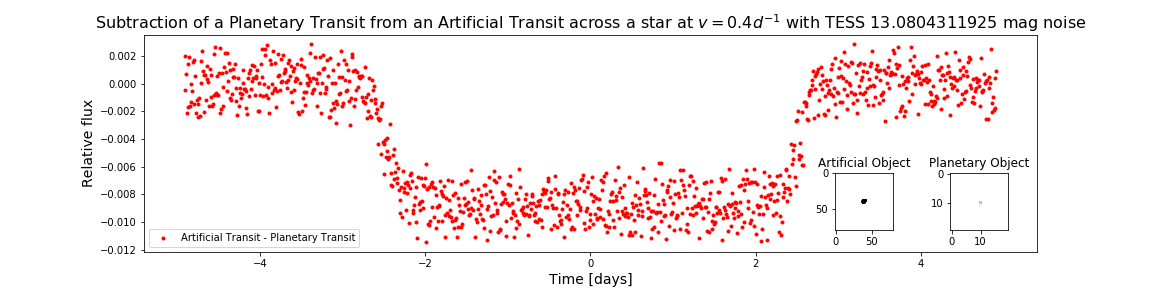 Subtraction of a Planetary Transit from an Artificial Transit across a star at v = 0.4d⁻¹ with TESS 13.0804311925 mag noise
Relative flux
0.002
0.000
−0.002
−0.004
−0.006
−0.008
−0.010
−0.012
Artificial Transit - Planetary Transit
Artificial Object
0
50
0 50
Planetary Object
0
10
0 10
−4 −2 0 2 4
Time [days]